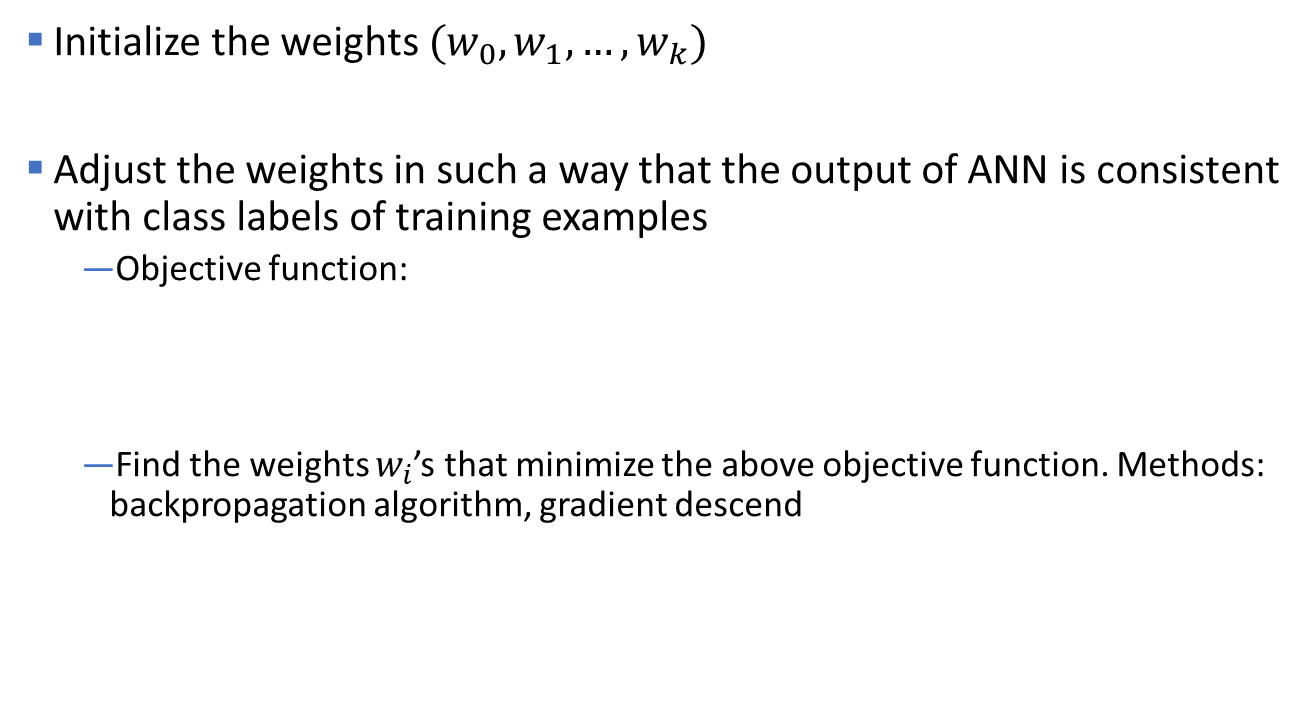 ▪ Initialize the weights (w₀, w₁, … , wₖ)
▪ Adjust the weights in such a way that the output of ANN is consistent
with class labels of training examples
—Objective function:
—Find the weights wᵢ’s that minimize the above objective function. Methods:
backpropagation algorithm, gradient descend